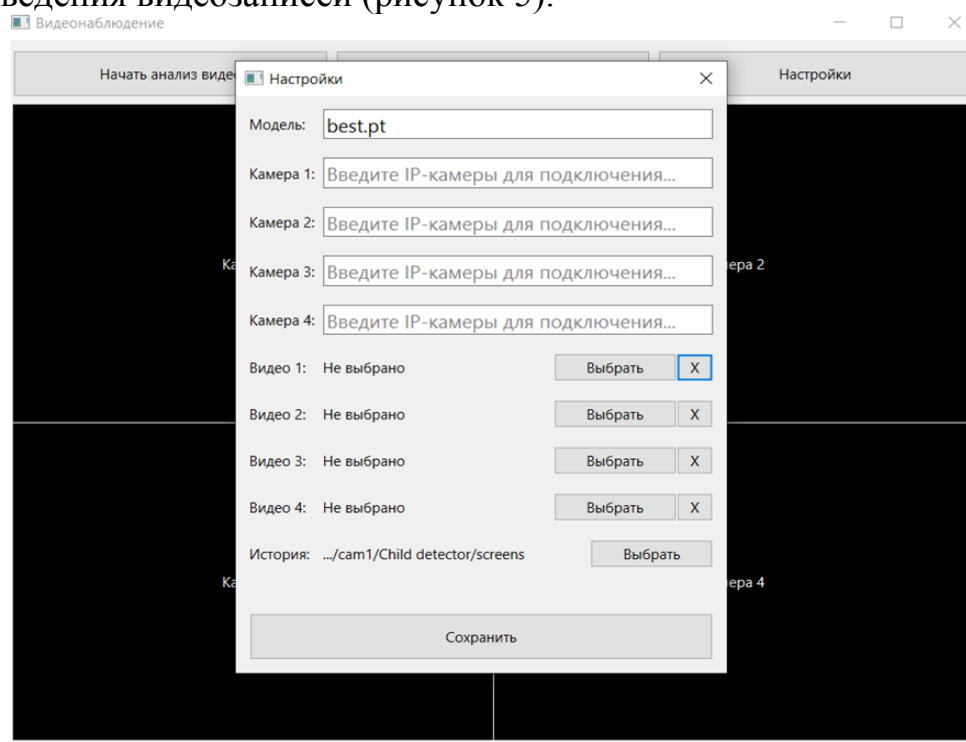 (рисунок 5).
Видеонаблюдение
Начать анализ
Настройки
Настройки
Модель: best.pt
Камера 1: Введите IP-камеры для подключения...
Камера 2: Введите IP-камеры для подключения...
Камера 3: Введите IP-камеры для подключения...
Камера 4: Введите IP-камеры для подключения...
Видео 1: Не выбрано Выбрать X
Видео 2: Не выбрано Выбрать X
Видео 3: Не выбрано Выбрать X
Видео 4: Не выбрано Выбрать X
История: .../cam1/Child detector/screens Выбрать
Сохранить
2
4